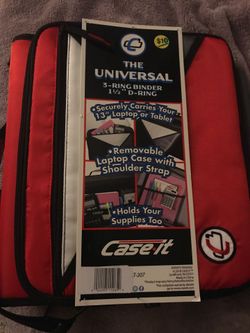 $10
THE
UNIVERSAL
3-RING BINDER
1½" D-RING
•Securely Carries Your
13" Laptop or Tablet
•Removable
Laptop Case with
Shoulder Strap
•Holds Your
Supplies Too
Case·it